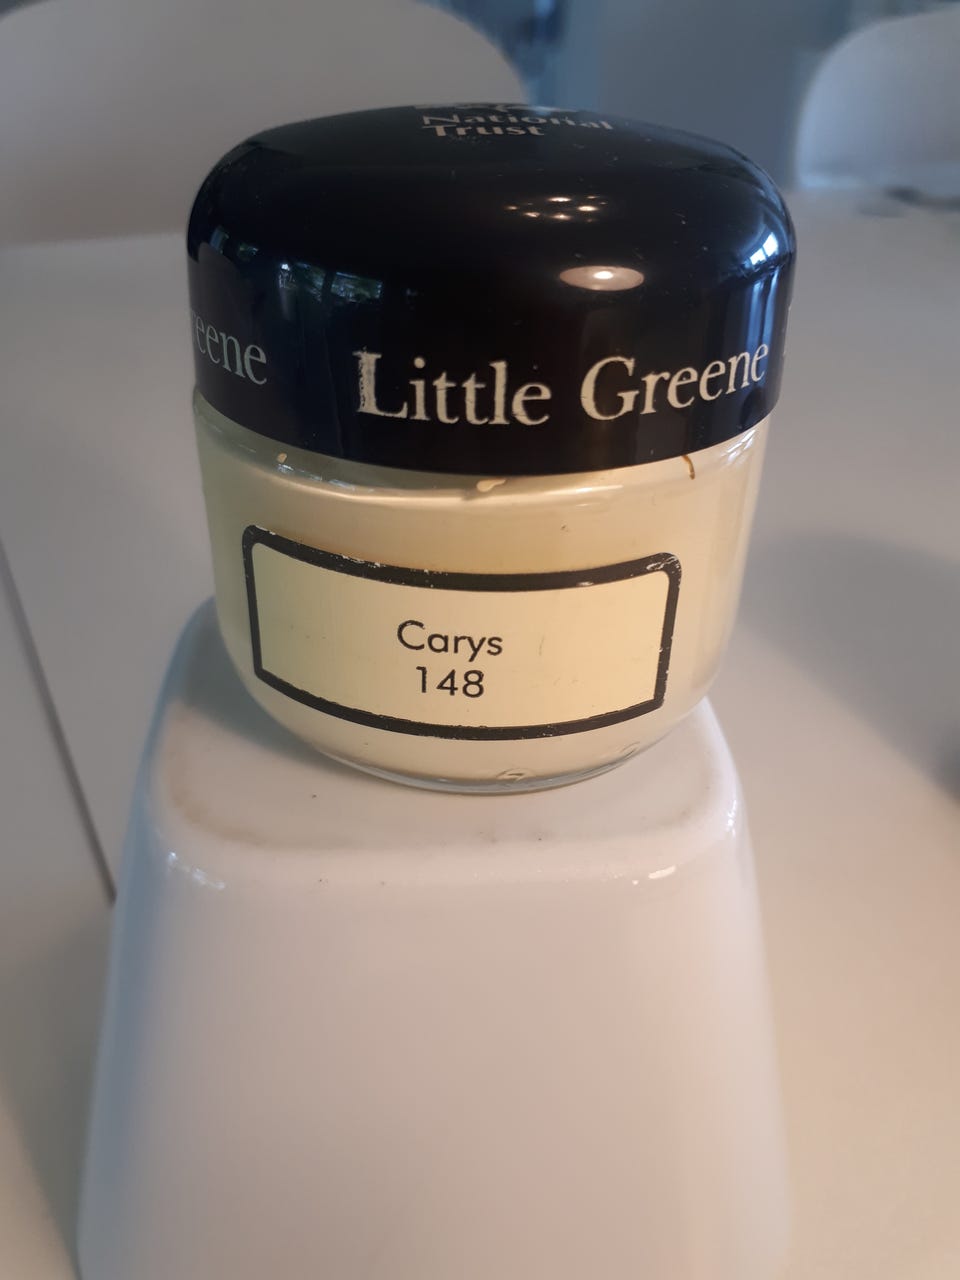 National
Trust
reene
Little Greene
Carys
148